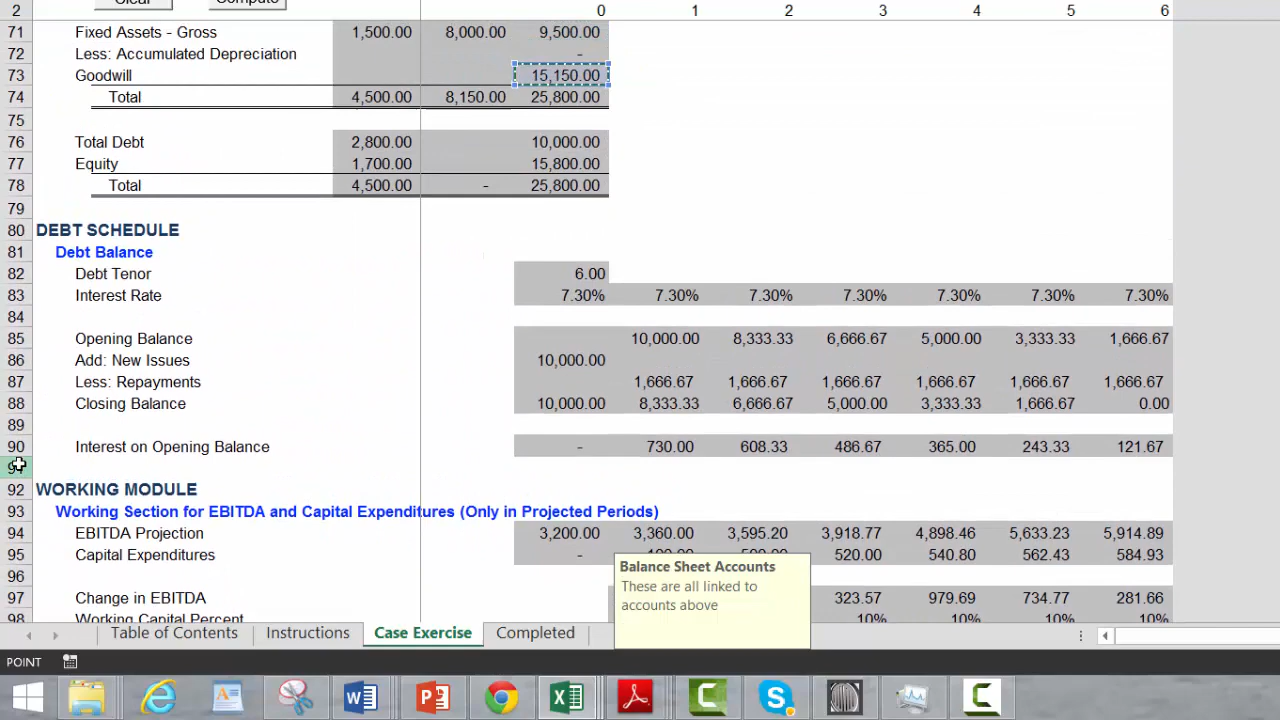 Clear Compute
2 0 1 2 3 4 5 6
71 Fixed Assets - Gross 1,500.00 8,000.00 9,500.00
72 Less: Accumulated Depreciation -
73 Goodwill 15,150.00
74 Total 4,500.00 8,150.00 25,800.00
75
76 Total Debt 2,800.00 10,000.00
77 Equity 1,700.00 15,800.00
78 Total 4,500.00 - 25,800.00
79
80 DEBT SCHEDULE
81 Debt Balance
82 Debt Tenor 6.00
83 Interest Rate 7.30% 7.30% 7.30% 7.30% 7.30% 7.30% 7.30%
84
85 Opening Balance 10,000.00 8,333.33 6,666.67 5,000.00 3,333.33 1,666.67
86 Add: New Issues 10,000.00
87 Less: Repayments 1,666.67 1,666.67 1,666.67 1,666.67 1,666.67 1,666.67
88 Closing Balance 10,000.00 8,333.33 6,666.67 5,000.00 3,333.33 1,666.67 0.00
89
90 Interest on Opening Balance - 730.00 608.33 486.67 365.00 243.33 121.67
91
92 WORKING MODULE
93 Working Section for EBITDA and Capital Expenditures (Only in Projected Periods)
94 EBITDA Projection 3,200.00 3,360.00 3,595.20 3,918.77 4,898.46 5,633.23 5,914.89
95 Capital Expenditures - 520.00 540.80 562.43 584.93
96
Balance Sheet Accounts
These are all linked to
accounts above
97 Change in EBITDA 323.57 979.69 734.77 281.66
98 Working Capital Percent 10% 10% 10% 10%
Table of Contents Instructions Case Exercise Completed
POINT